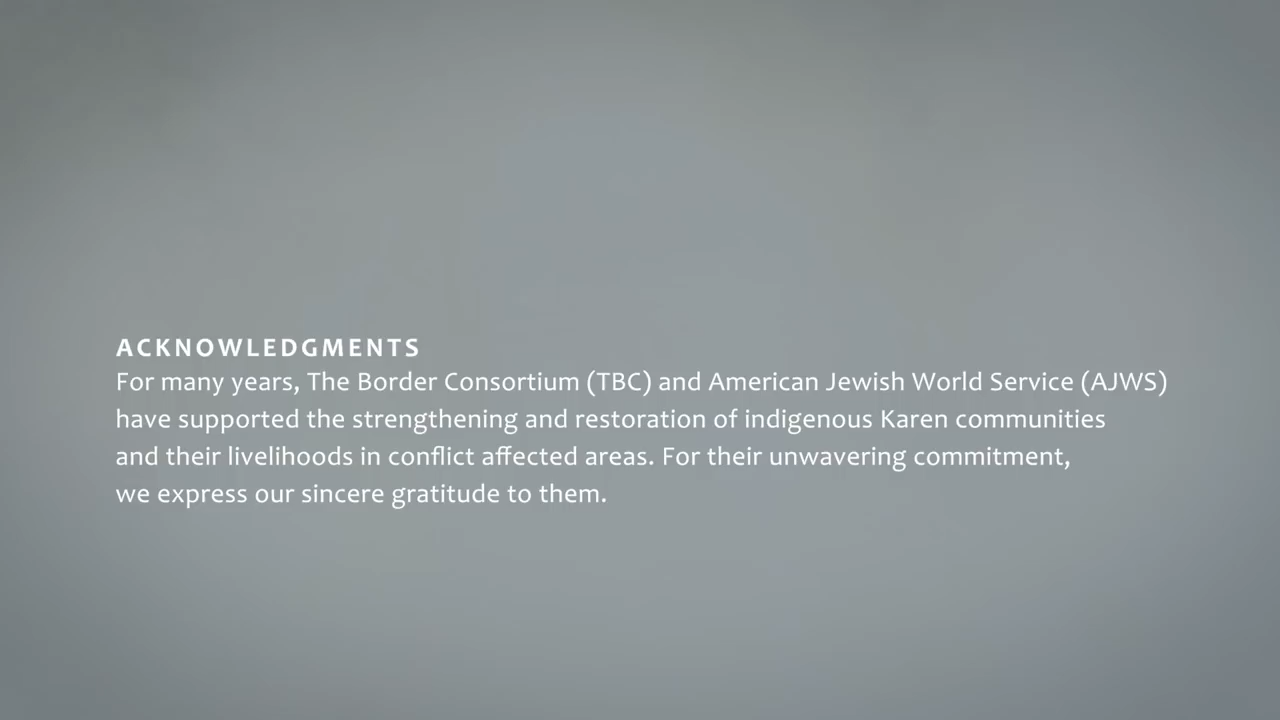 ACKNOWLEDGMENTS
For many years, The Border Consortium (TBC) and American Jewish World Service (AJWS)
have supported the strengthening and restoration of indigenous Karen communities
and their livelihoods in conflict affected areas. For their unwavering commitment,
we express our sincere gratitude to them.